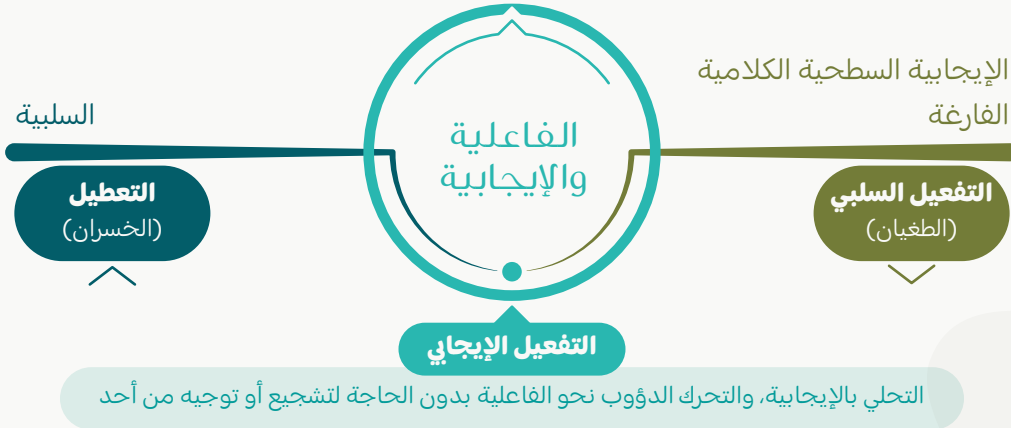 الإيجابية السطحية الكلامية
الفارغة
التفعيل السلبي
(الطغيان)
الفاعلية
والإيجابية
السلبية
التعطيل
(الخسران)
التفعيل الإيجابي
التحلي بالإيجابية، والتحرك الدؤوب نحو الفاعلية بدون الحاجة لتشجيع أو توجيه من أحد